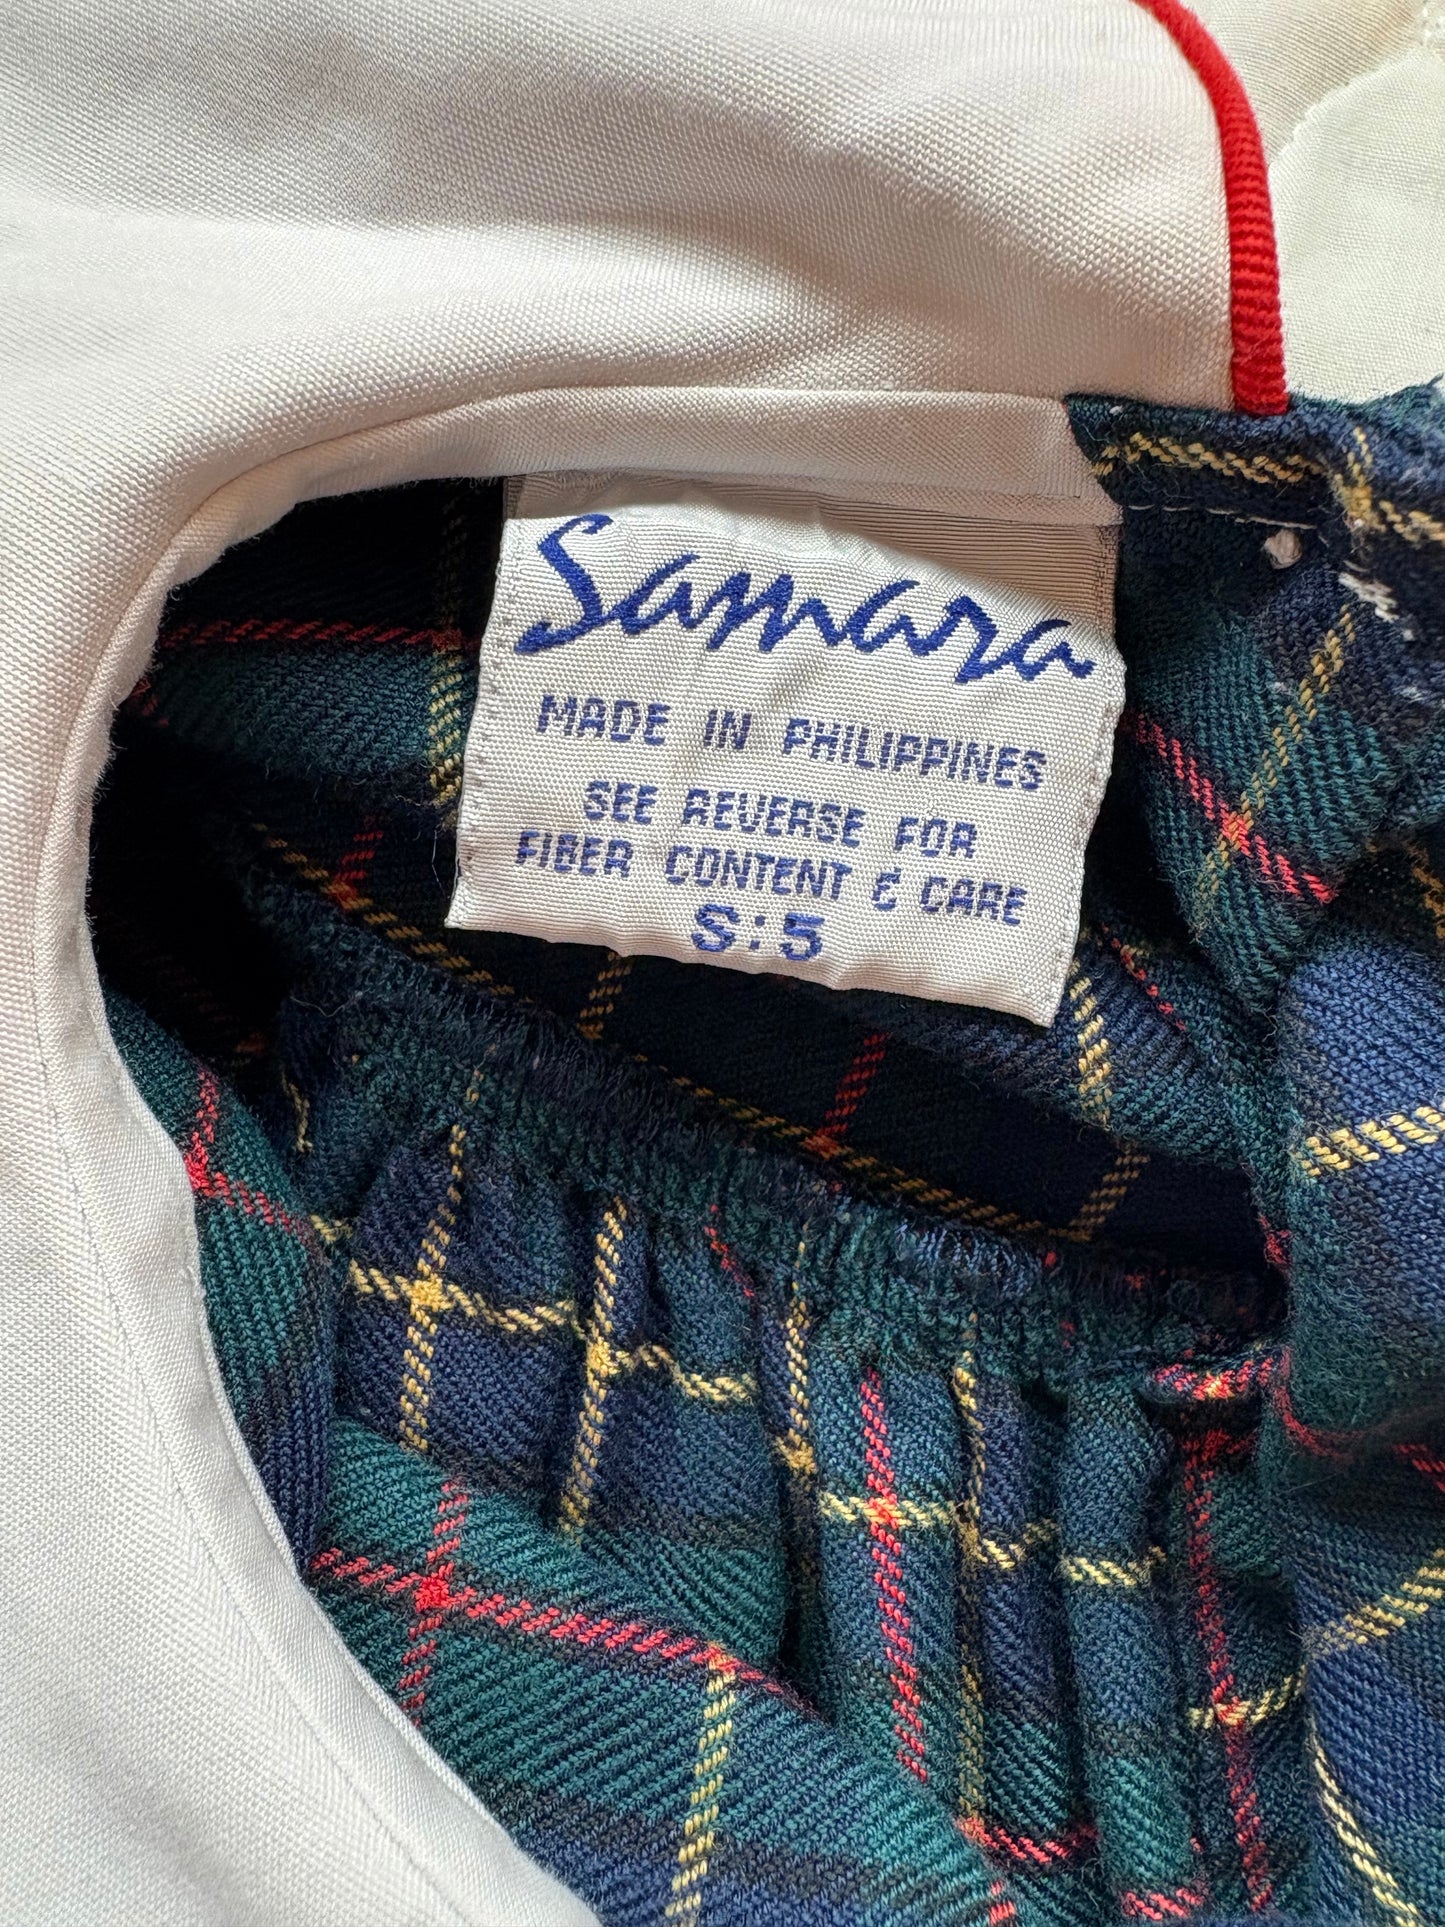 Samara
MADE IN PHILIPPINES
SEE REVERSE FOR
FIBER CONTENT & CARE
S:5